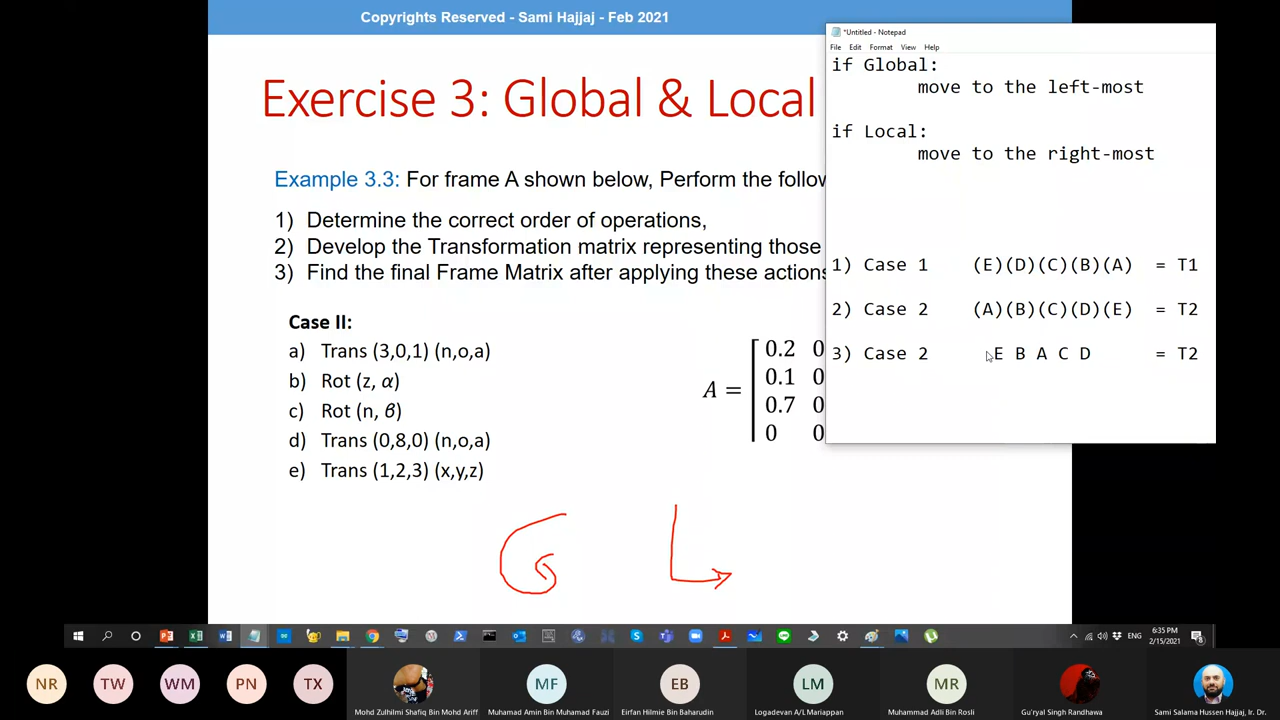 Copyrights Reserved - Sami Hajjaj - Feb 2021
Exercise 3: Global & Local
Example 3.3: For frame A shown below, Perform the follow
1) Determine the correct order of operations,
2) Develop the Transformation matrix representing those
3) Find the final Frame Matrix after applying these actions
Case II:
a) Trans (3,0,1) (n,o,a)
b) Rot (z, α)
c) Rot (n, β)
d) Trans (0,8,0) (n,o,a)
e) Trans (1,2,3) (x,y,z)
A =
0.2 0
0.1 0
0.7 0
0 0
G L
*Untitled - Notepad
File Edit Format View Help
if Global:
move to the left-most
if Local:
move to the right-most
1) Case 1 (E)(D)(C)(B)(A) = T1
2) Case 2 (A)(B)(C)(D)(E) = T2
3) Case 2 E B A C D = T2
ENG
6:35 PM
2/15/2021
NR TW WM PN TX MF EB LM MR
Mohd Zulhilmi Shafiq Bin Mohd Ariff
Muhamad Amin Bin Muhamad Fauzi
Eirfan Hilmie Bin Baharudin
Logadevan A/L Mariappan
Muhammad Adli Bin Rosli
Gu'ryal Singh Randhawa
Sami Salama Hussen Hajjaj, Ir. Dr.